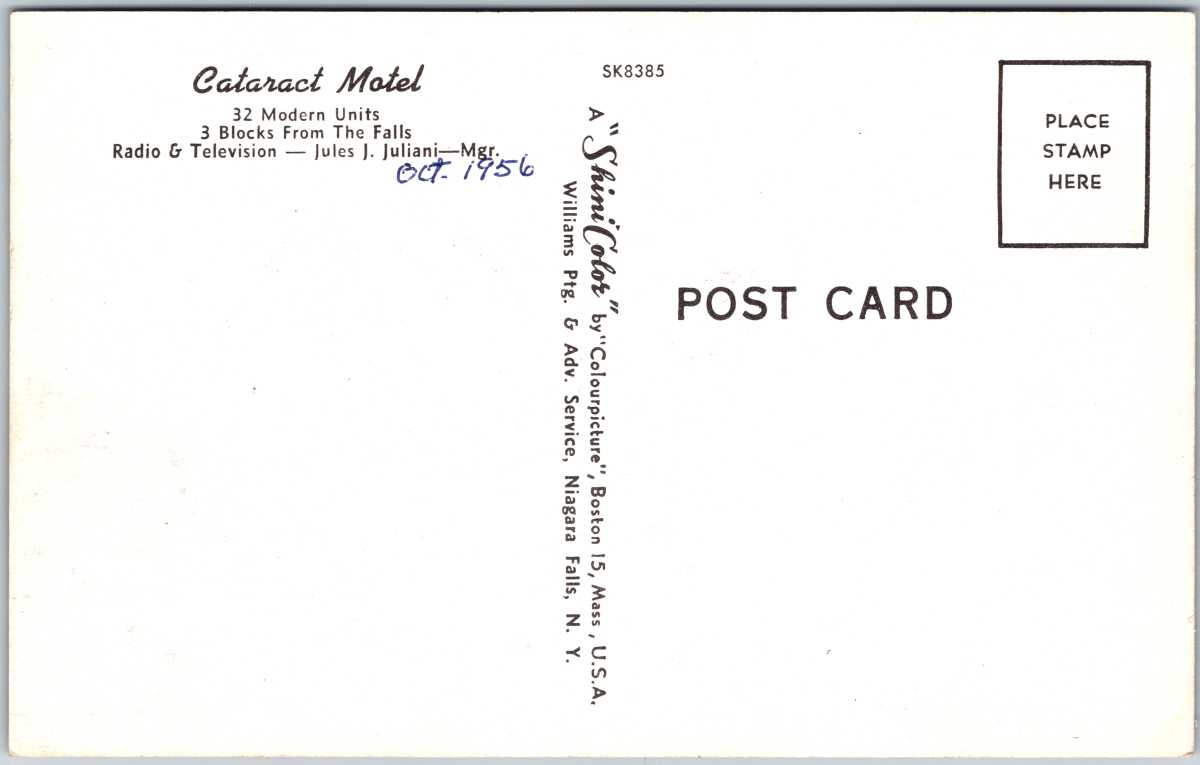 Cataract Motel
32 Modern Units
3 Blocks From The Falls
Radio & Television — Jules J. Juliani—Mgr.
Oct. 1956
SK8385
A "ShiniColor" by "Colourpicture", Boston 15, Mass, U.S.A.
Williams Ptg. & Adv. Service, Niagara Falls, N. Y.
PLACE
STAMP
HERE
POST CARD